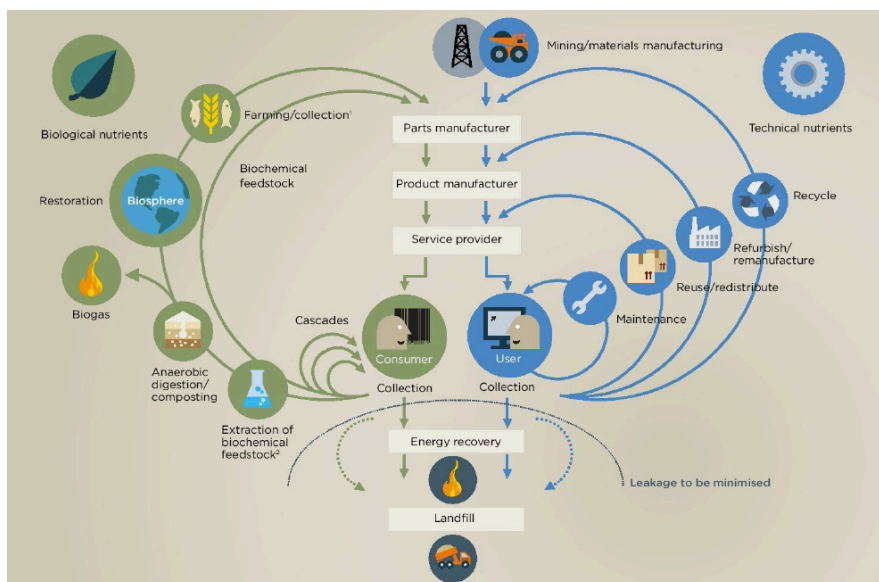 Mining/materials manufacturing
Biological nutrients
Farming/collection¹
Parts manufacturer
Technical nutrients
Biochemical
feedstock
Product manufacturer
Restoration
Biosphere
Recycle
Service provider
Refurbish/
remanufacture
Reuse/redistribute
Biogas
Cascades
Maintenance
Consumer
User
Anaerobic
digestion/
composting
Collection
Collection
Extraction of
biochemical
feedstock²
Energy recovery
Leakage to be minimised
Landfill